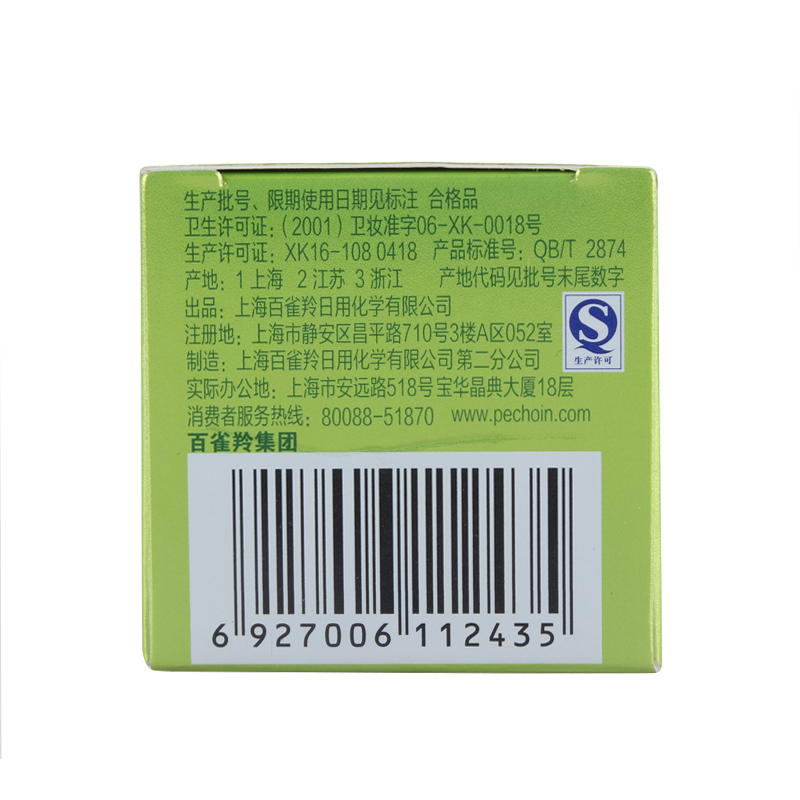 生产批号、限期使用日期见标注 合格品
卫生许可证：(2001) 卫妆准字06-XK-0018号
生产许可证： XK16-108 0418 产品标准号： QB/T 2874
产地：1 上海 2 江苏 3 浙江 产地代码见批号末尾数字
出品：上海百雀羚日用化学有限公司
注册地：上海市静安区昌平路710号3楼A区052室
制造：上海百雀羚日用化学有限公司 第二分公司
实际办公地：上海市安远路518号 宝华晶典大厦18层
消费者服务热线：80088-51870 www.pechoin.com
生产许可
百雀羚集团
6 927006 112435